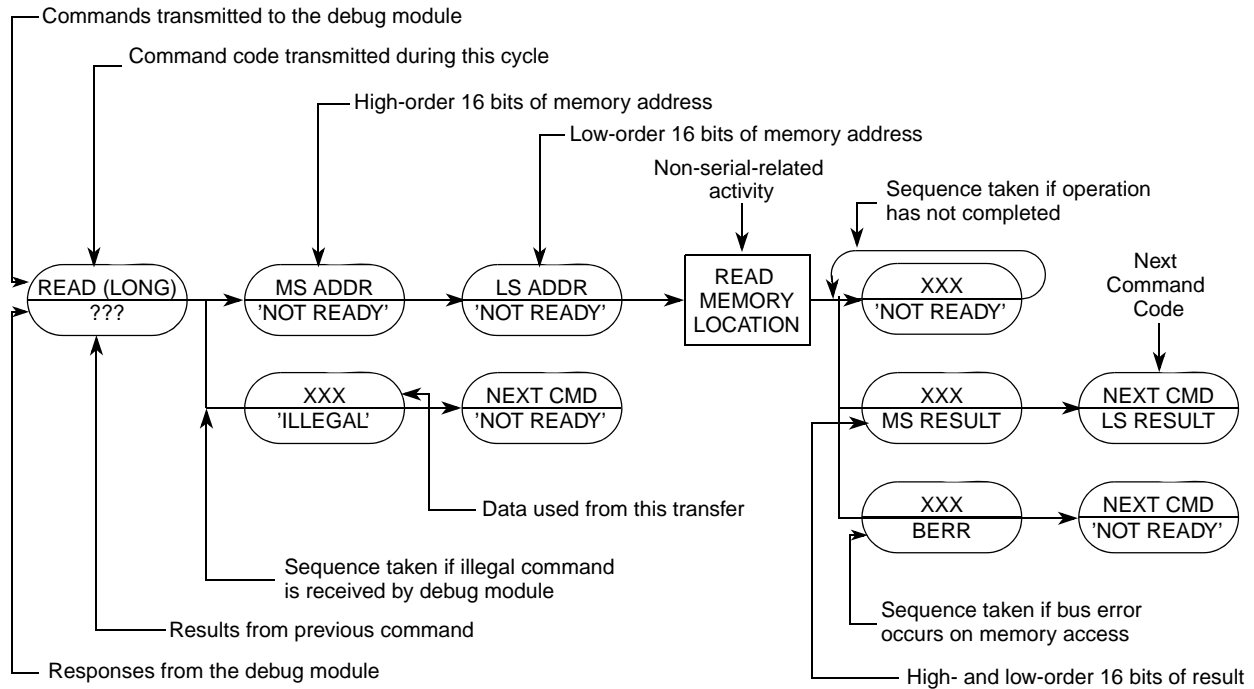 Commands transmitted to the debug module
Command code transmitted during this cycle
High-order 16 bits of memory address
Low-order 16 bits of memory address
Non-serial-related
activity
Sequence taken if operation
has not completed
Next
Command
Code
READ (LONG)
???
MS ADDR
'NOT READY'
LS ADDR
'NOT READY'
READ
MEMORY
LOCATION
XXX
'NOT READY'
XXX
'ILLEGAL'
NEXT CMD
'NOT READY'
XXX
MS RESULT
NEXT CMD
LS RESULT
Data used from this transfer
XXX
BERR
NEXT CMD
'NOT READY'
Sequence taken if illegal command
is received by debug module
Sequence taken if bus error
occurs on memory access
Results from previous command
Responses from the debug module
High- and low-order 16 bits of result